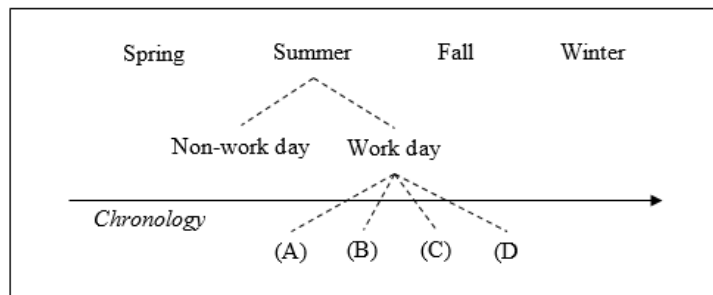 Spring Summer Fall Winter
Non-work day Work day
Chronology
(A) (B) (C) (D